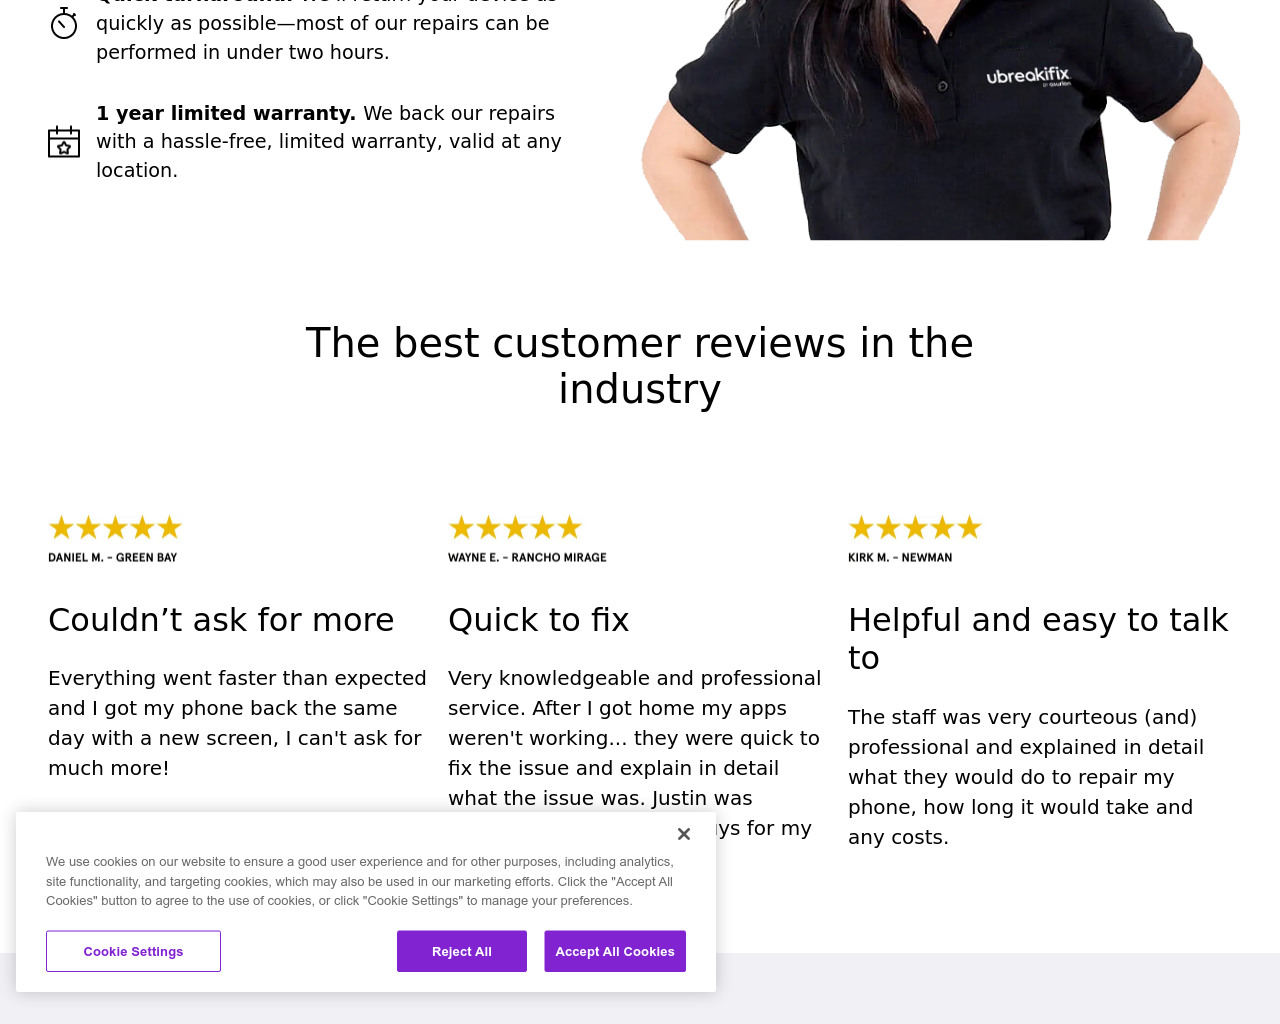 quickly as possible—most of our repairs can be
performed in under two hours.
1 year limited warranty. We back our repairs
with a hassle-free, limited warranty, valid at any
location.
ubreakifix
by asurion
The best customer reviews in the
industry
DANIEL M. – GREEN BAY
Couldn’t ask for more
Everything went faster than expected
and I got my phone back the same
day with a new screen, I can't ask for
much more!
WAYNE E. – RANCHO MIRAGE
Quick to fix
Very knowledgeable and professional
service. After I got home my apps
weren't working... they were quick to
fix the issue and explain in detail
what the issue was. Justin was
for my
KIRK M. – NEWMAN
Helpful and easy to talk
to
The staff was very courteous (and)
professional and explained in detail
what they would do to repair my
phone, how long it would take and
any costs.
We use cookies on our website to ensure a good user experience and for other purposes, including analytics,
site functionality, and targeting cookies, which may also be used in our marketing efforts. Click the "Accept All
Cookies" button to agree to the use of cookies, or click "Cookie Settings" to manage your preferences.
Cookie Settings
Reject All
Accept All Cookies